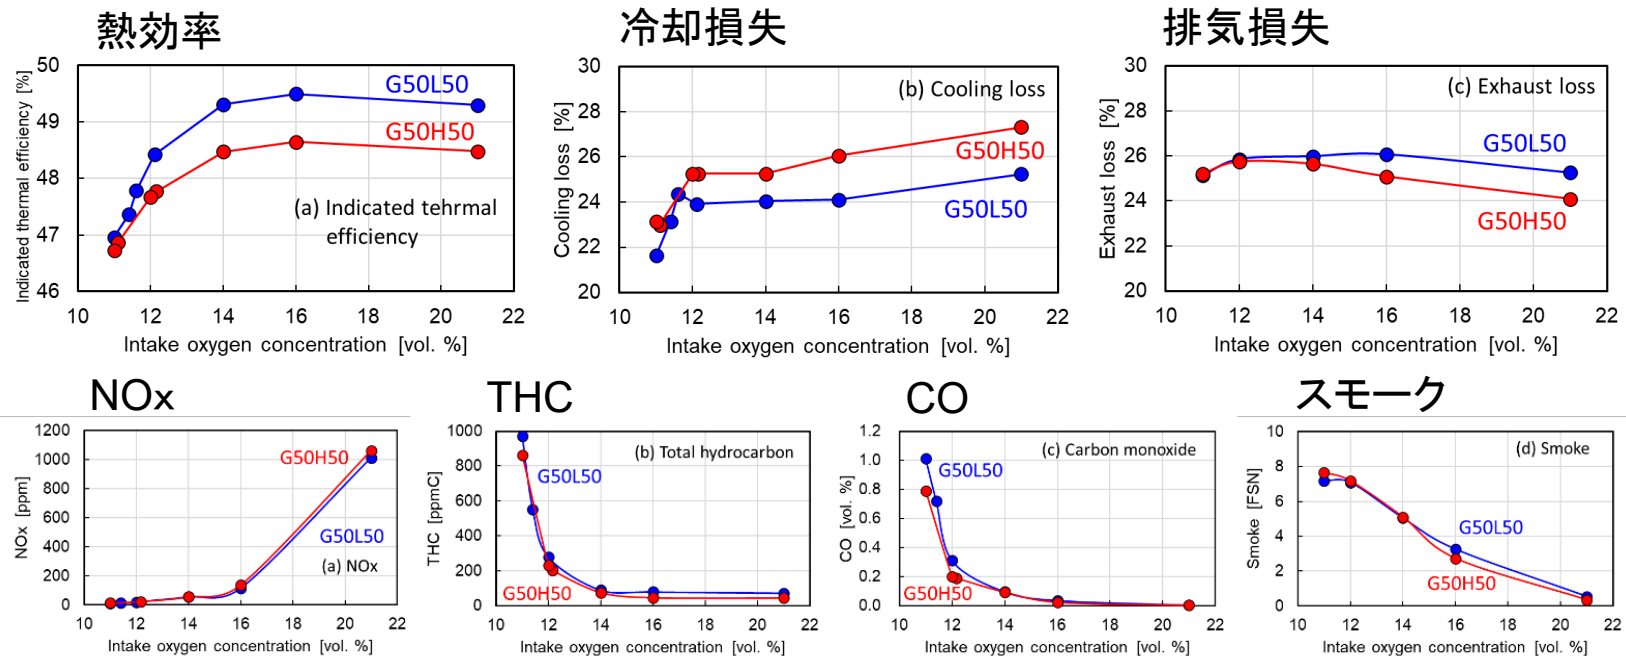 熱効率
冷却損失
排気損失
Indicated thermal efficiency [%]
50
49
48
47
46
G50L50
G50H50
(a) Indicated tehrmal
efficiency
10 12 14 16 18 20 22
Intake oxygen concentration [vol. %]
Cooling loss [%]
30
28
26
24
22
20
(b) Cooling loss
G50H50
G50L50
10 12 14 16 18 20 22
Intake oxygen concentration [vol. %]
Exhaust loss [%]
30
28
26
24
22
20
(c) Exhaust loss
G50L50
G50H50
10 12 14 16 18 20 22
Intake oxygen concentration [vol. %]
NOx
THC
CO
スモーク
NOx [ppm]
1200
1000
800
600
400
200
0
G50H50
G50L50
(a) NOx
10 12 14 16 18 20 22
Intake oxygen concentration [vol. %]
THC [ppmC]
1000
800
600
400
200
0
(b) Total hydrocarbon
G50L50
G50H50
10 12 14 16 18 20 22
Intake oxygen concentration [vol. %]
CO [vol. %]
1.2
1.0
0.8
0.6
0.4
0.2
0.0
(c) Carbon monoxide
G50L50
G50H50
10 12 14 16 18 20 22
Intake oxygen concentration [vol. %]
Smoke [FSN]
10
8
6
4
2
0
(d) Smoke
G50L50
G50H50
10 12 14 16 18 20 22
Intake oxygen concentration [vol. %]